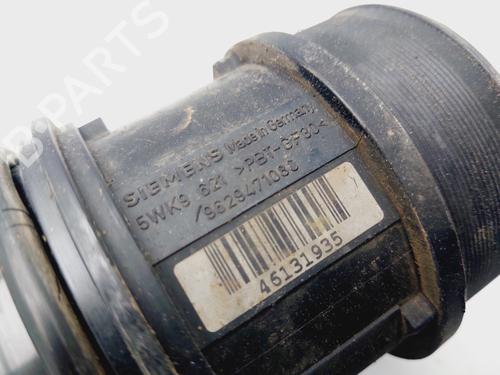 SIEMENS Made in Germany
5WK9 621 >PBT-GF30<
/9629471080
46131935